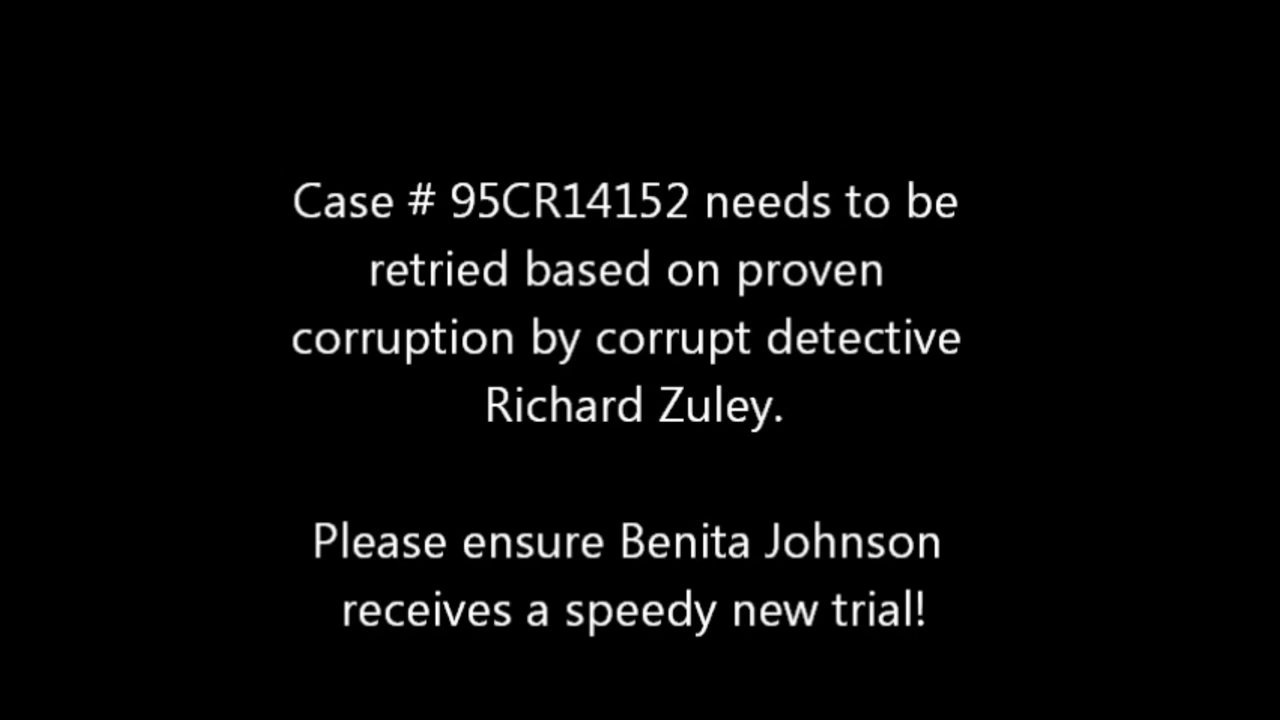 Case # 95CR14152 needs to be
retried based on proven
corruption by corrupt detective
Richard Zuley.
Please ensure Benita Johnson
receives a speedy new trial!